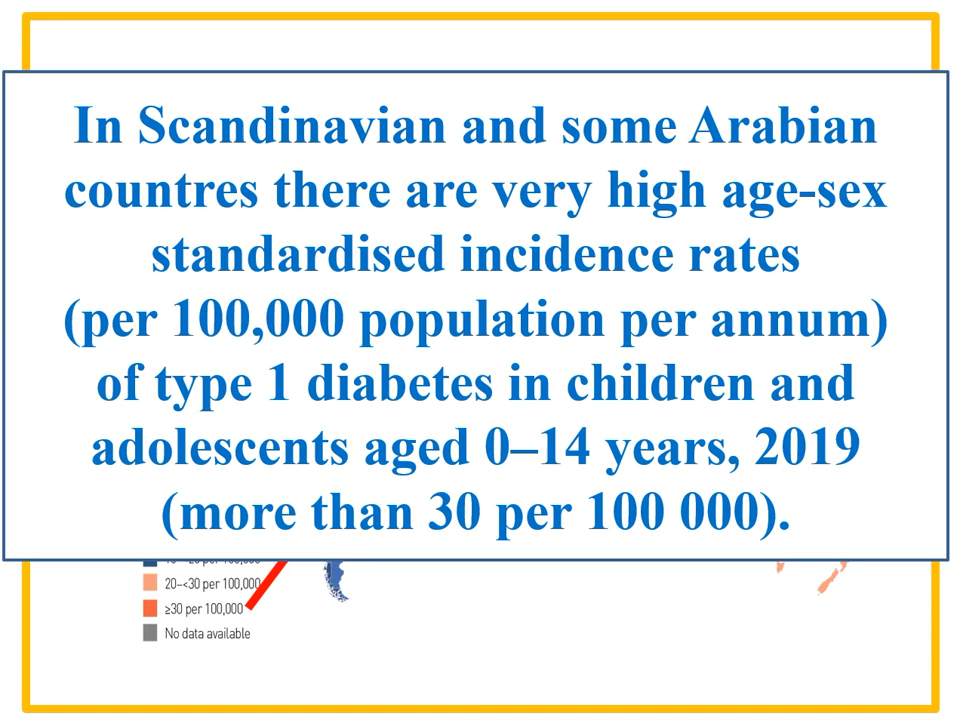 In Scandinavian and some Arabian
countres there are very high age-sex
standardised incidence rates
(per 100,000 population per annum)
of type 1 diabetes in children and
adolescents aged 0–14 years, 2019
(more than 30 per 100 000).
20–<30 per 100,000
≥30 per 100,000
No data available